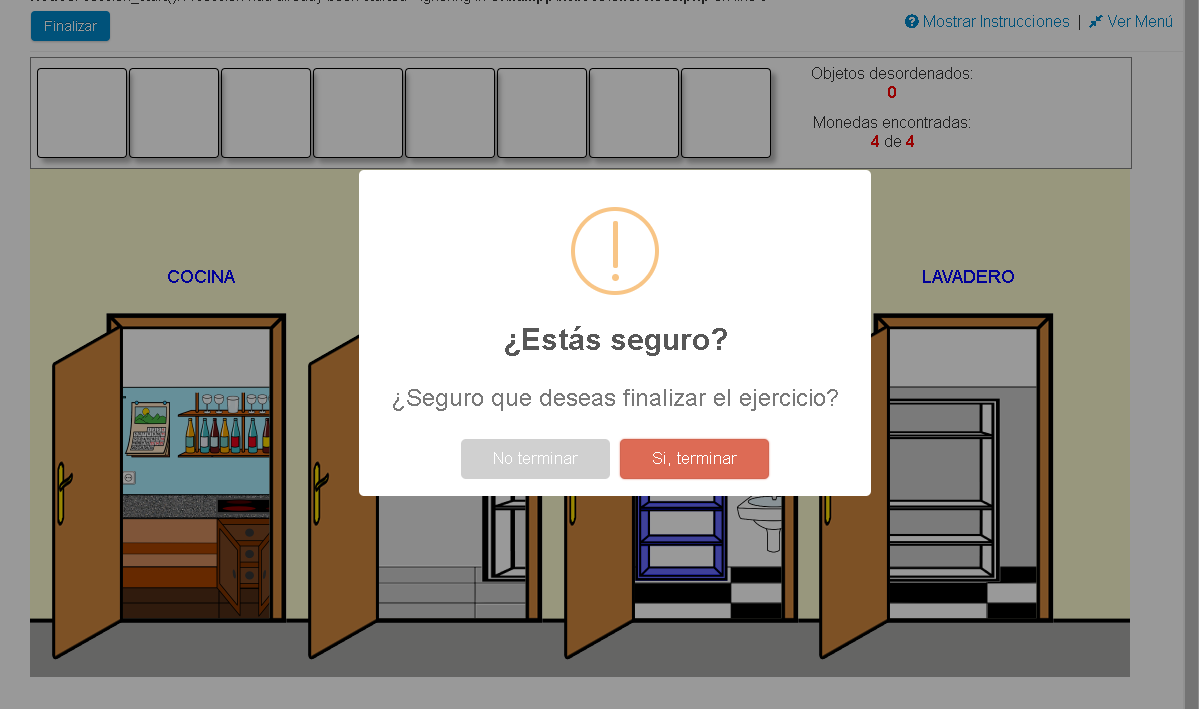 Finalizar
Mostrar Instrucciones | Ver Menú
Objetos desordenados:
0
Monedas encontradas:
4 de 4
COCINA
LAVADERO
¿Estás seguro?
¿Seguro que deseas finalizar el ejercicio?
No terminar
Si, terminar